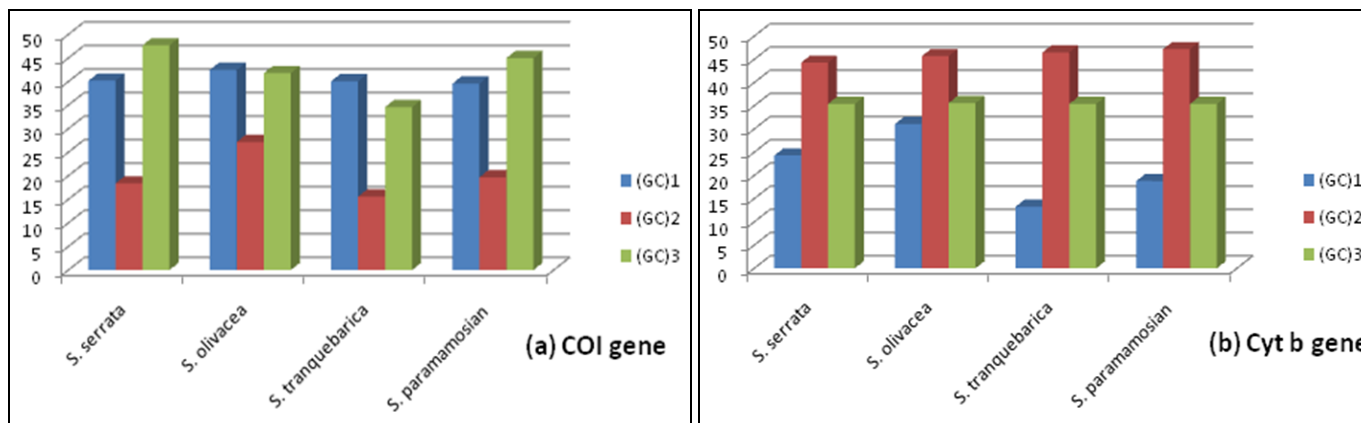 50
45
40
35
30
25
20
15
10
5
0
(GC)1
(GC)2
(GC)3
S. serrata
S. olivacea
S. tranquebarica
S. paramamosian
(a) COI gene
50
45
40
35
30
25
20
15
10
5
0
(GC)1
(GC)2
(GC)3
S. serrata
S. olivacea
S. tranquebarica
S. paramamosian
(b) Cyt b gene